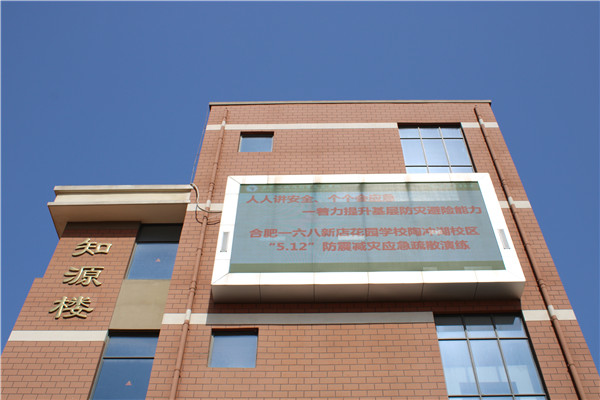 知
源
楼
人人讲安全、个个会应急
—着力提升基层防灾避险能力
合肥一六八新店花园学校陶冲湖校区
“5.12”防震减灾应急疏散演练